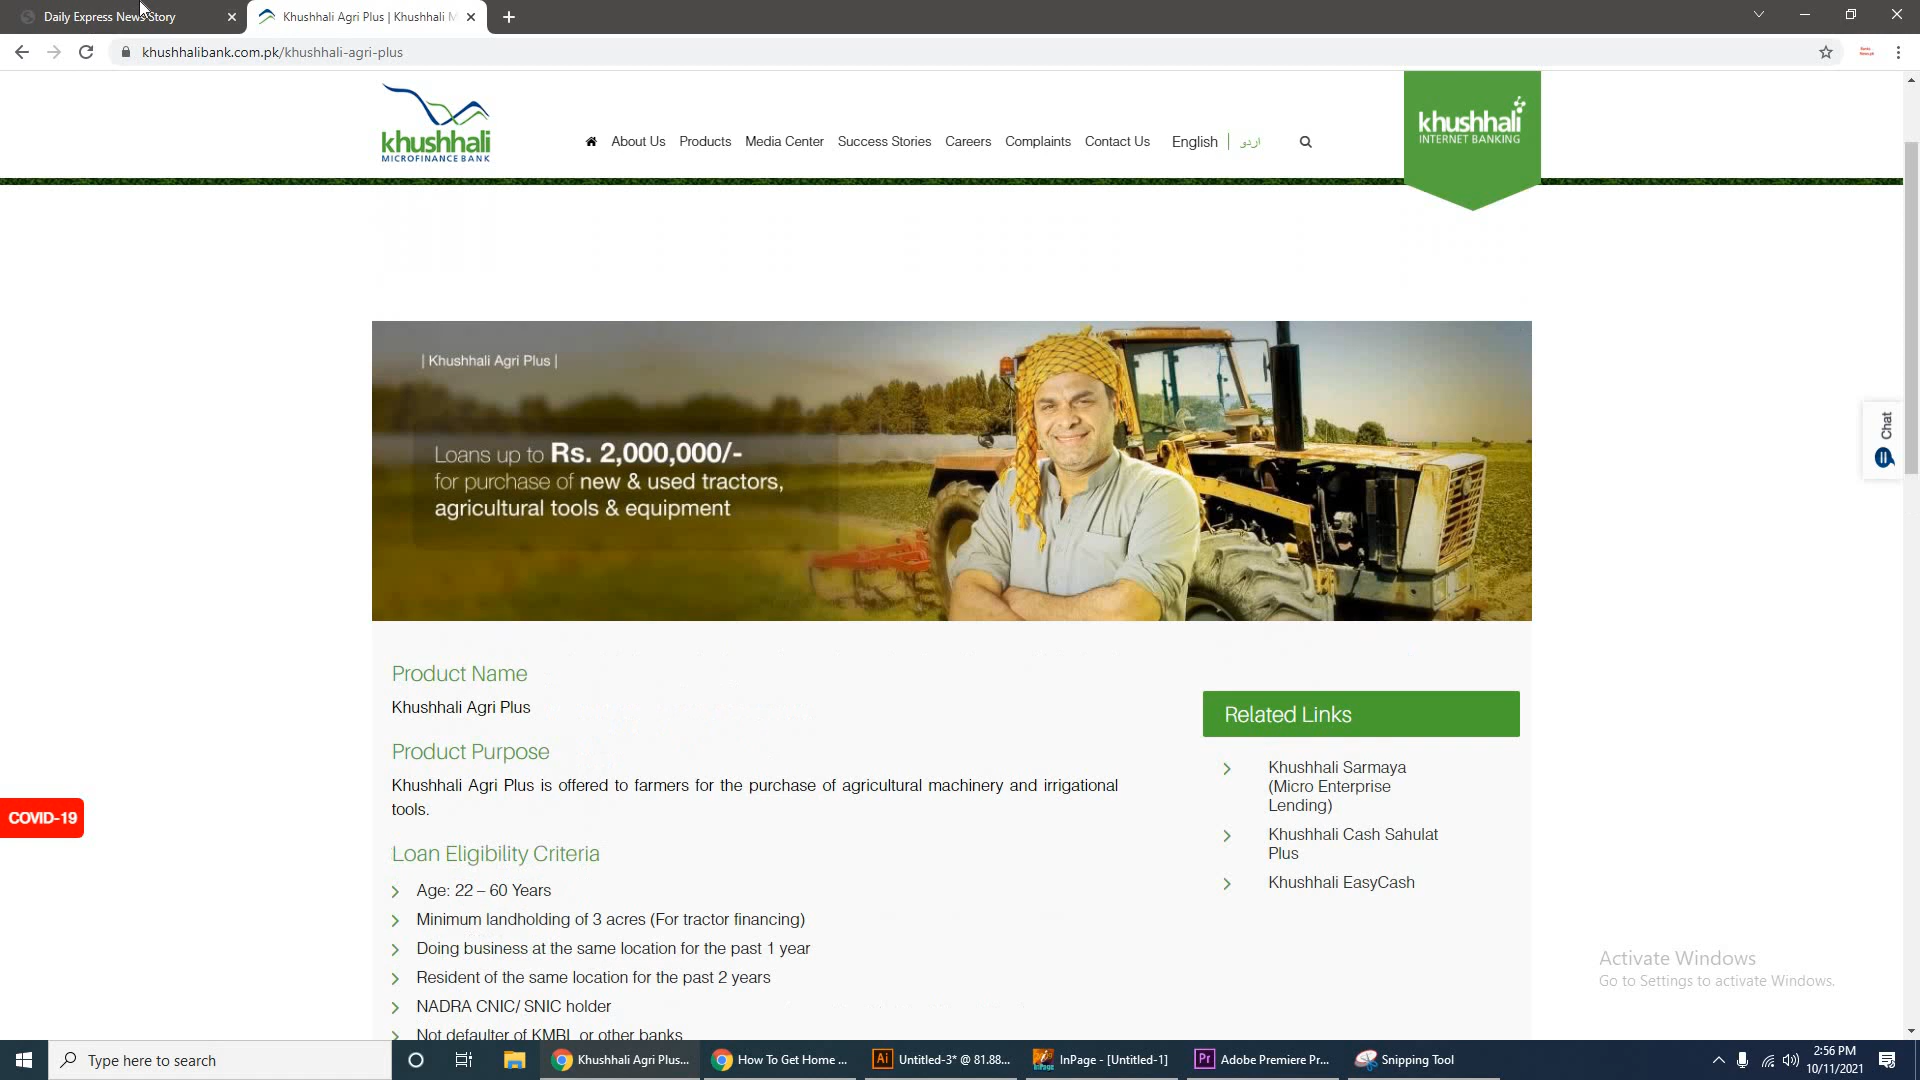 Daily Express News Story
Khushhali Agri Plus | Khushhali M
khushhalibank.com.pk/khushhali-agri-plus
khushhali
MICROFINANCE BANK
About Us
Products
Media Center
Success Stories
Careers
Complaints
Contact Us
English
اردو
khushhali
INTERNET BANKING
| Khushhali Agri Plus |
Loans up to Rs. 2,000,000/-
for purchase of new & used tractors,
agricultural tools & equipment
Chat
Product Name
Khushhali Agri Plus
Product Purpose
Khushhali Agri Plus is offered to farmers for the purchase of agricultural machinery and irrigational
tools.
Loan Eligibility Criteria
Age: 22 – 60 Years
Minimum landholding of 3 acres (For tractor financing)
Doing business at the same location for the past 1 year
Resident of the same location for the past 2 years
NADRA CNIC/ SNIC holder
Not defaulter of KMBL or other banks
Related Links
Khushhali Sarmaya
(Micro Enterprise
Lending)
Khushhali Cash Sahulat
Plus
Khushhali EasyCash
COVID-19
Activate Windows
Go to Settings to activate Windows.
Type here to search
Khushhali Agri Plus...
How To Get Home ...
Ai
Untitled-3* @ 81.88...
InPage - [Untitled-1]
Pr
Adobe Premiere Pr...
Snipping Tool
2:56 PM
10/11/2021